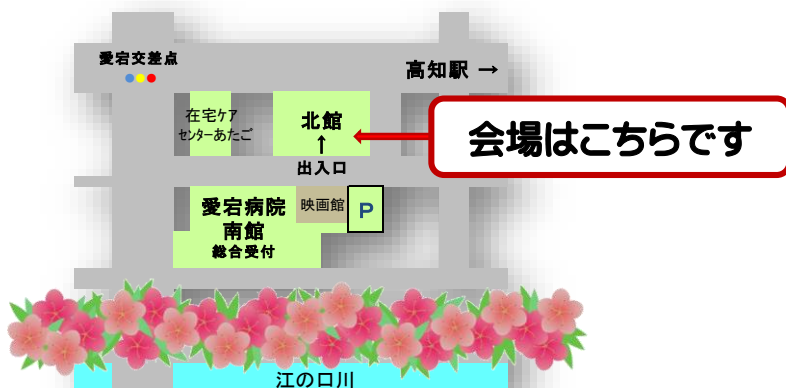 愛宕交差点
高知駅 →
在宅ケア
センターあたご
北館
↑
出入口
会場はこちらです
愛宕病院
南館
総合受付
映画館
P
江の口川